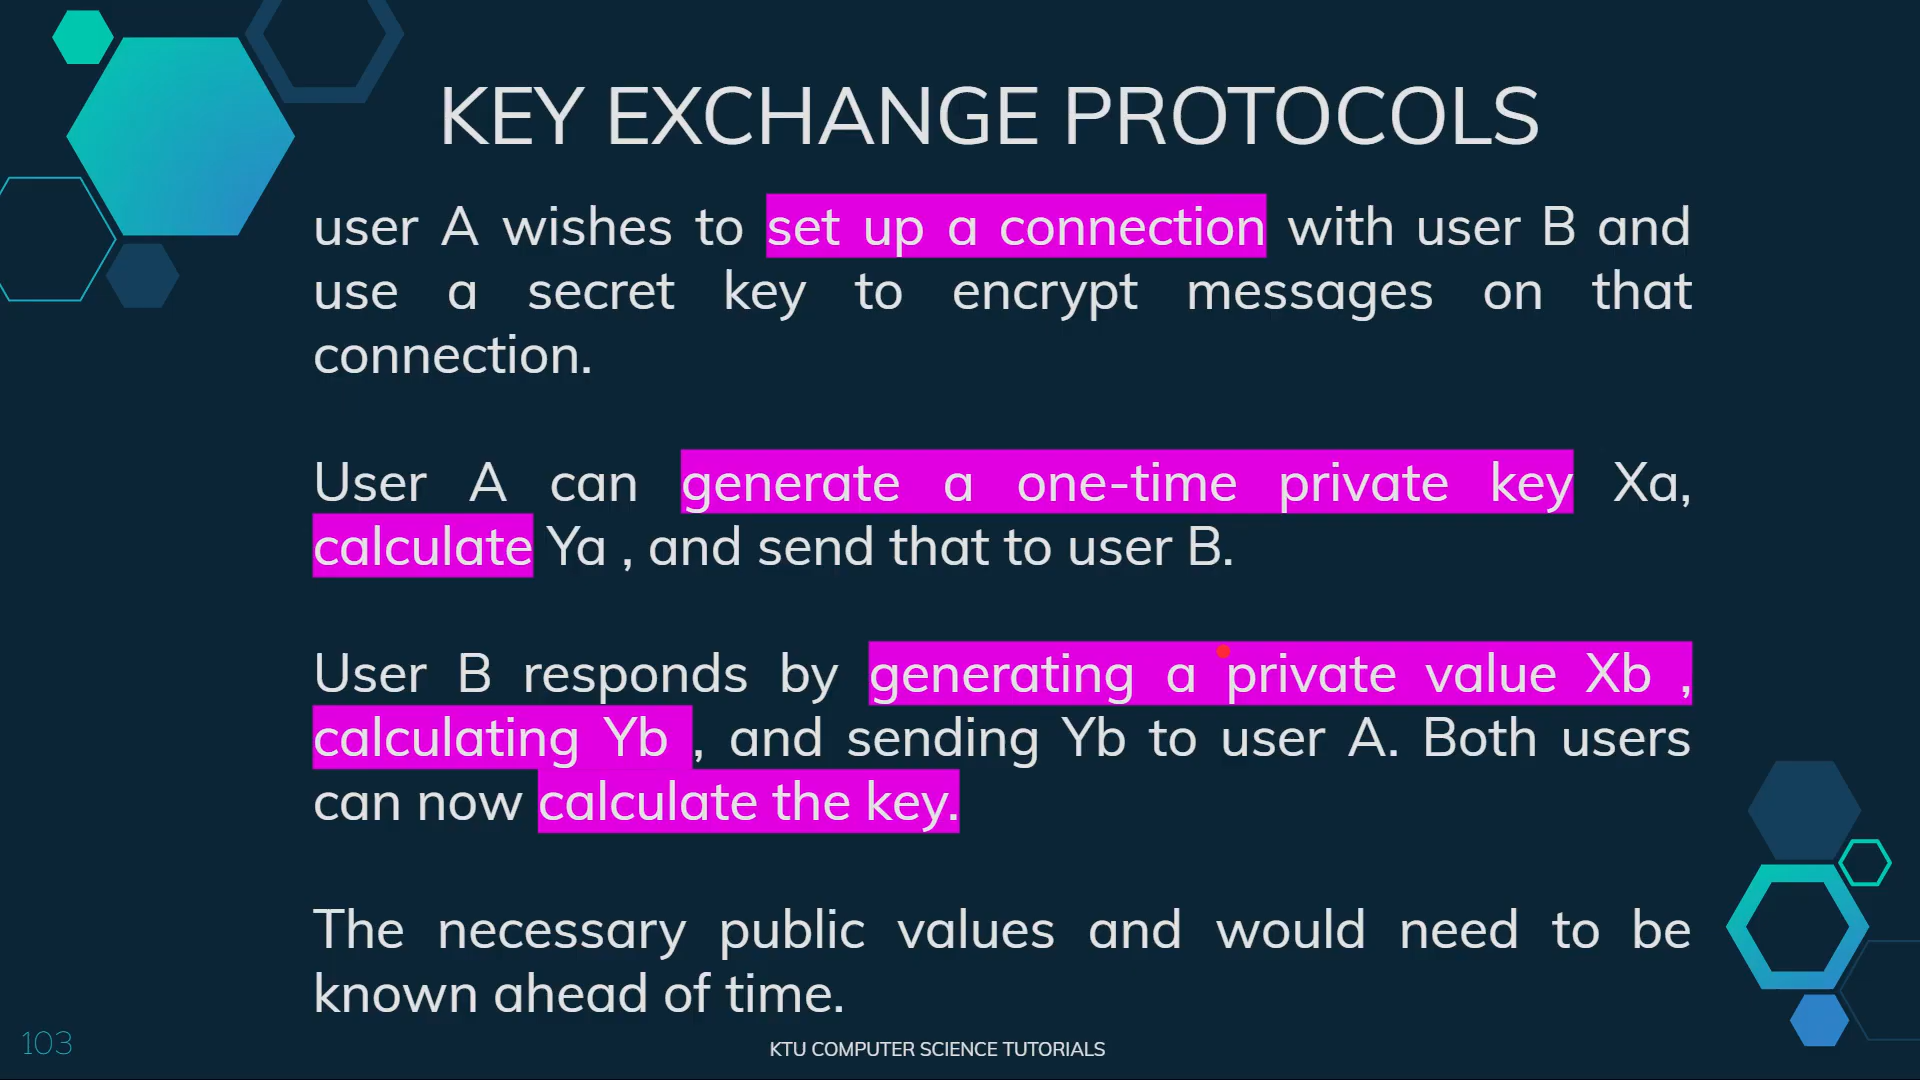 KEY EXCHANGE PROTOCOLS
user A wishes to set up a connection with user B and
use a secret key to encrypt messages on that
connection.
User A can generate a one-time private key Xa,
calculate Ya , and send that to user B.
User B responds by generating a private value Xb ,
calculating Yb , and sending Yb to user A. Both users
can now calculate the key.
The necessary public values and would need to be
known ahead of time.
103
KTU COMPUTER SCIENCE TUTORIALS